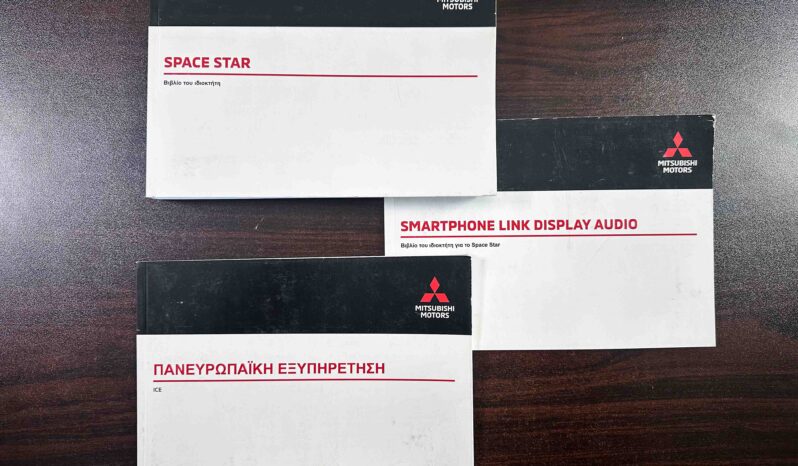 MITSUBISHI
MOTORS
SPACE STAR
Βιβλίο του ιδιοκτήτη
MITSUBISHI
MOTORS
SMARTPHONE LINK DISPLAY AUDIO
Βιβλίο του ιδιοκτήτη για το Space Star
MITSUBISHI
MOTORS
ΠΑΝΕΥΡΩΠΑΪΚΗ ΕΞΥΠΗΡΕΤΗΣΗ
ICE